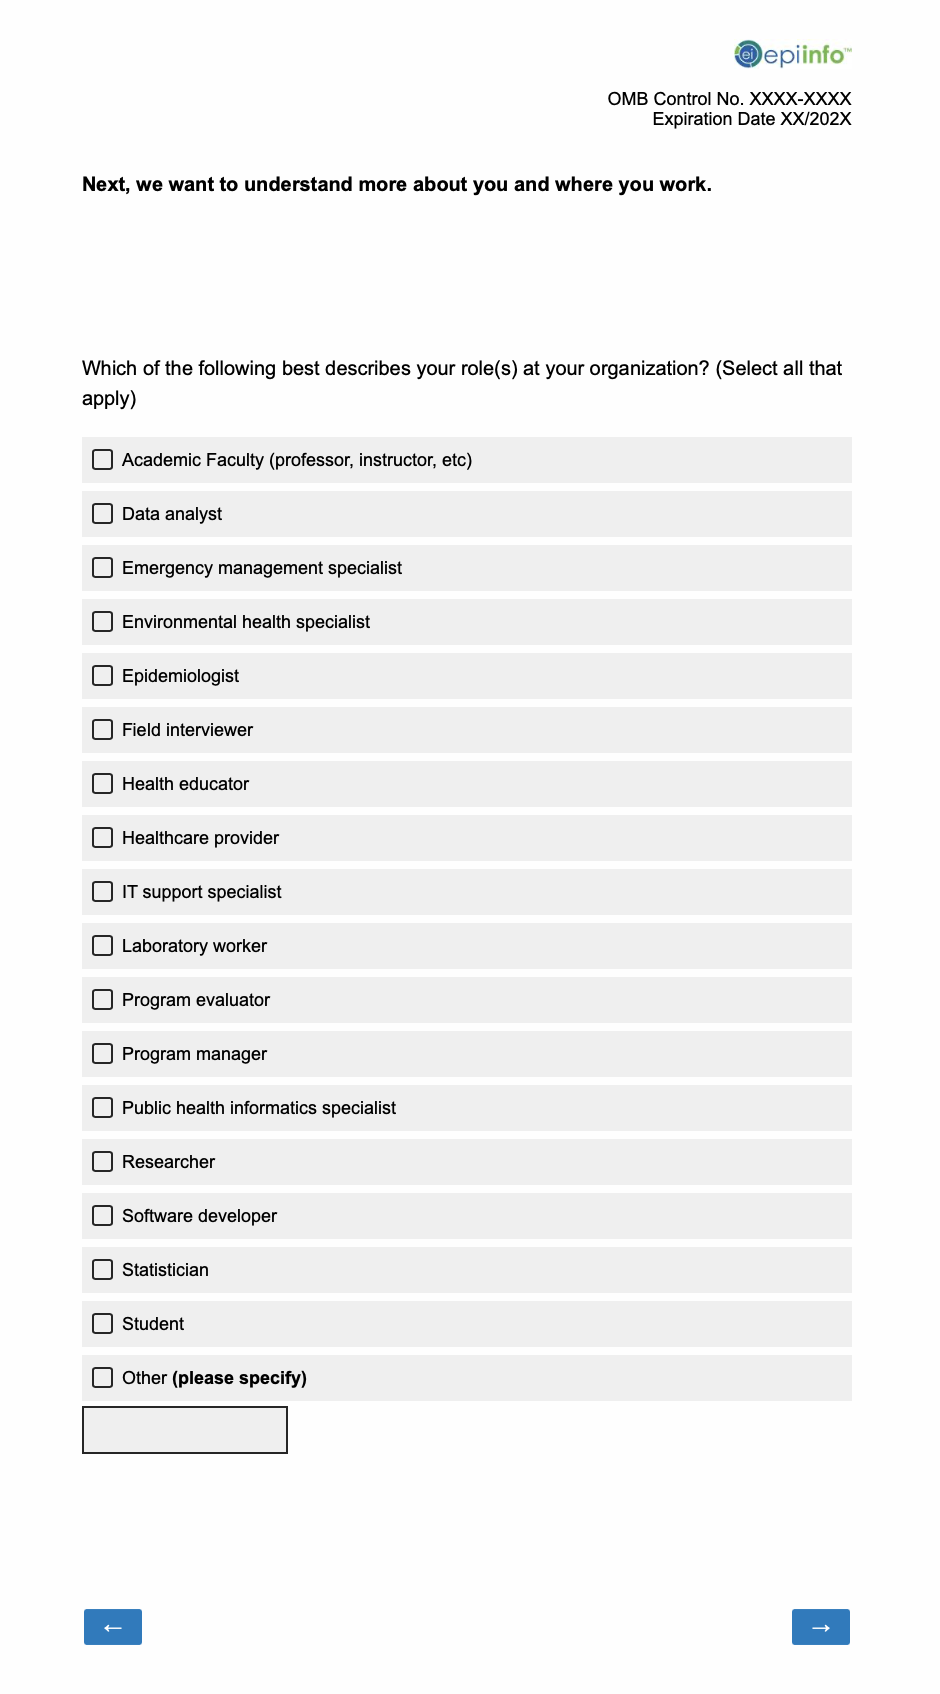 ei epiinfo™
OMB Control No. XXXX-XXXX
Expiration Date XX/202X
Next, we want to understand more about you and where you work.
Which of the following best describes your role(s) at your organization? (Select all that
apply)
Academic Faculty (professor, instructor, etc)
Data analyst
Emergency management specialist
Environmental health specialist
Epidemiologist
Field interviewer
Health educator
Healthcare provider
IT support specialist
Laboratory worker
Program evaluator
Program manager
Public health informatics specialist
Researcher
Software developer
Statistician
Student
Other (please specify)
← →